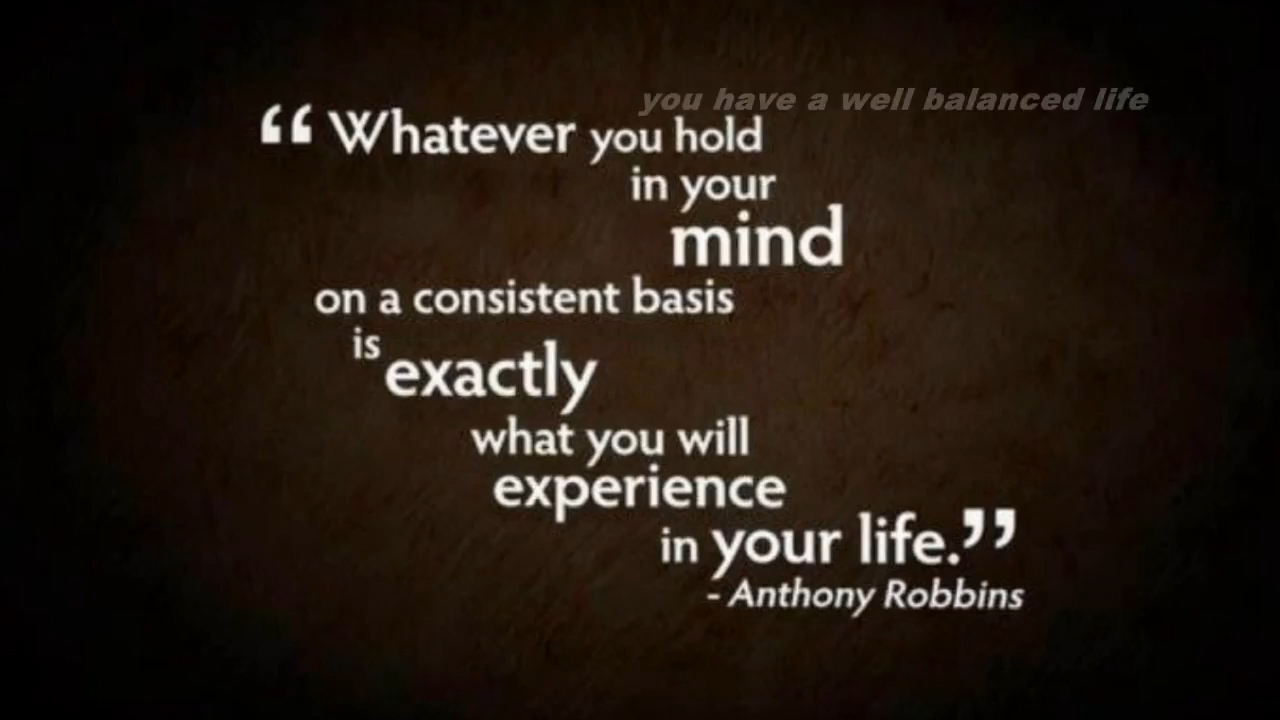 you have a well balanced life
“ Whatever you hold
in your
mind
on a consistent basis
is
exactly
what you will
experience
in your life.”
- Anthony Robbins